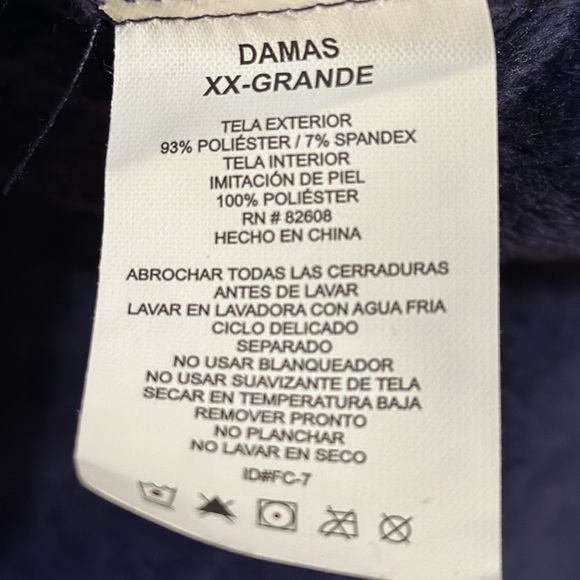 DAMAS
XX-GRANDE
TELA EXTERIOR
93% POLIÉSTER / 7% SPANDEX
TELA INTERIOR
IMITACIÓN DE PIEL
100% POLIÉSTER
RN # 82608
HECHO EN CHINA
ABROCHAR TODAS LAS CERRADURAS
ANTES DE LAVAR
LAVAR EN LAVADORA CON AGUA FRIA
CICLO DELICADO
SEPARADO
NO USAR BLANQUEADOR
NO USAR SUAVIZANTE DE TELA
SECAR EN TEMPERATURA BAJA
REMOVER PRONTO
NO PLANCHAR
NO LAVAR EN SECO
ID#FC-7